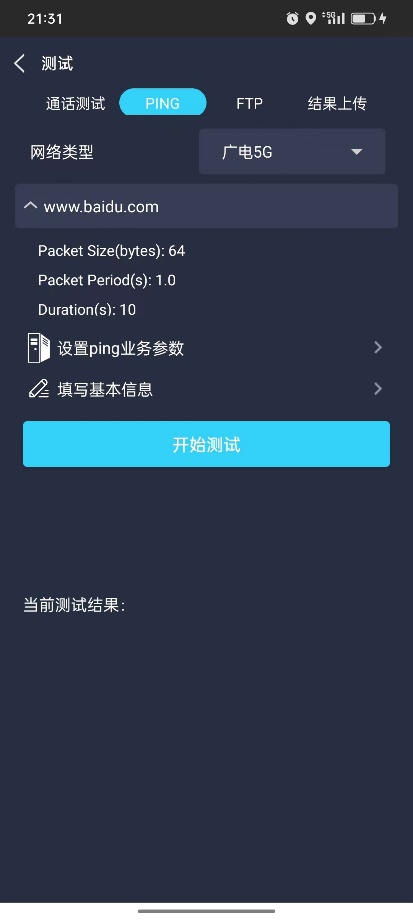 21:31
5G
测试
通话测试 PING FTP 结果上传
网络类型 广电5G
www.baidu.com
Packet Size(bytes): 64
Packet Period(s): 1.0
Duration(s): 10
设置ping业务参数
填写基本信息
开始测试
当前测试结果：